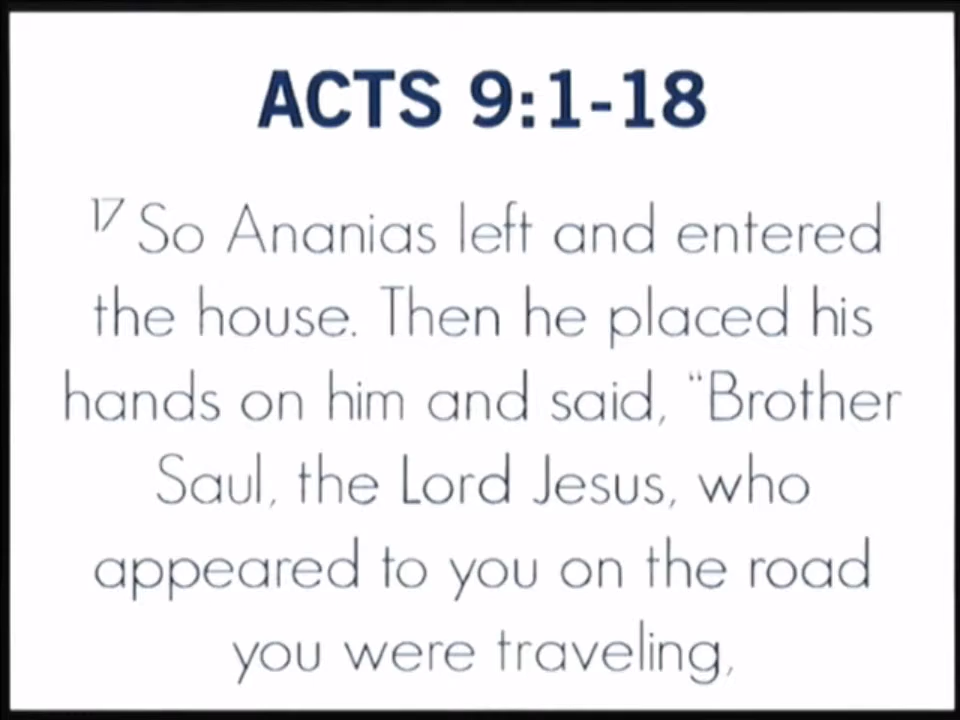 ACTS 9:1-18
17 So Ananias left and entered
the house. Then he placed his
hands on him and said, “Brother
Saul, the Lord Jesus, who
appeared to you on the road
you were traveling,